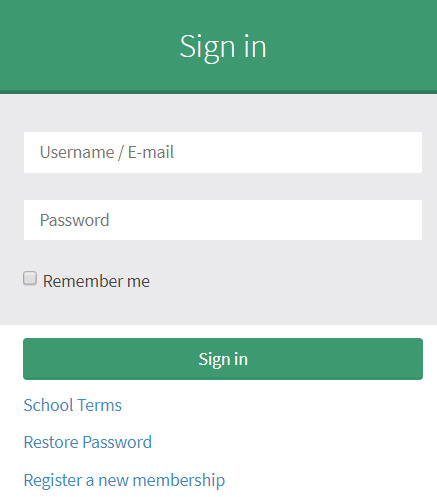 Sign in
Username / E-mail
Password
Remember me
Sign in
School Terms
Restore Password
Register a new membership